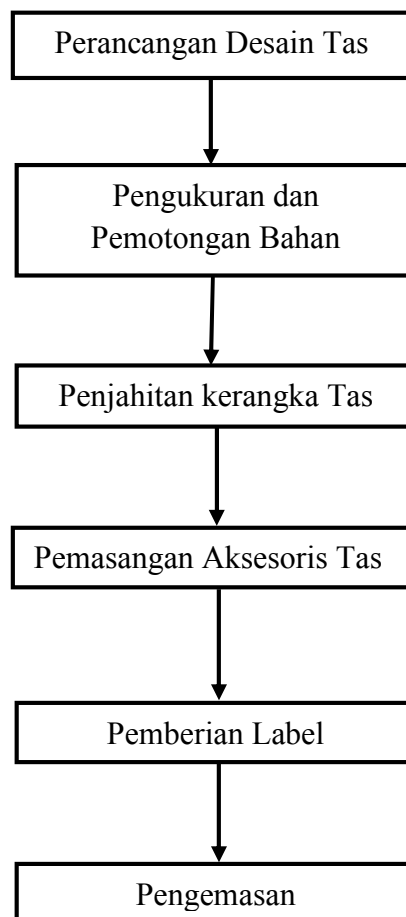 Perancangan Desain Tas
Pengukuran dan
Pemotongan Bahan
Penjahitan kerangka Tas
Pemasangan Aksesoris Tas
Pemberian Label
Pengemasan